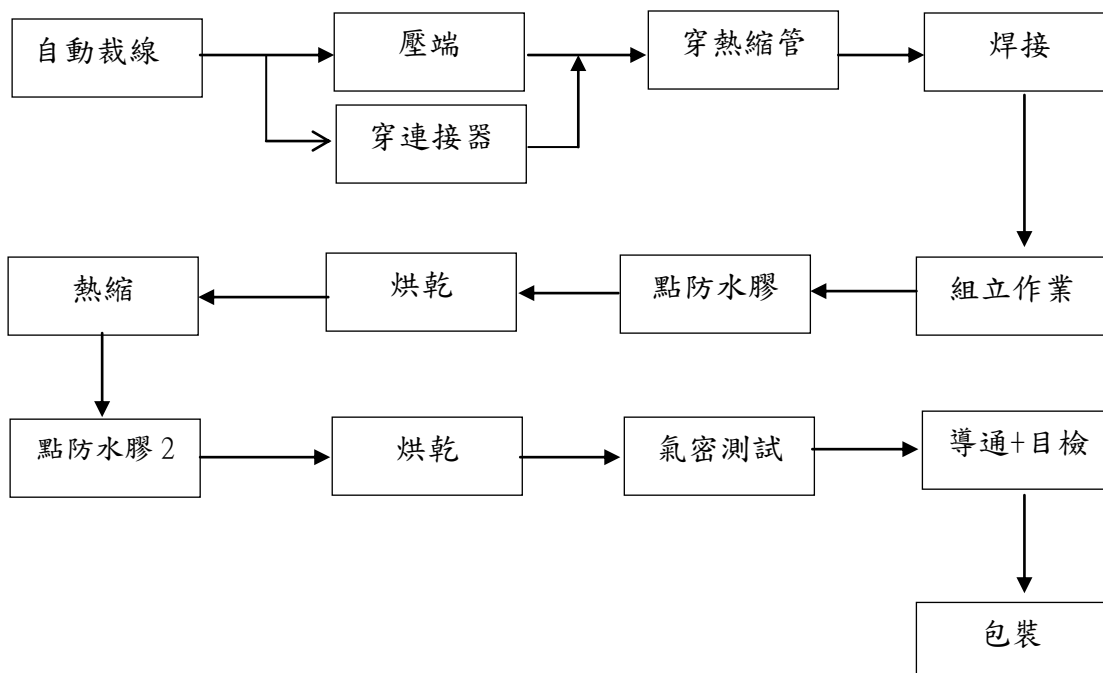 自動裁線
壓端
穿熱縮管
焊接
穿連接器
熱縮
烘乾
點防水膠
組立作業
點防水膠 2
烘乾
氣密測試
導通+目檢
包裝